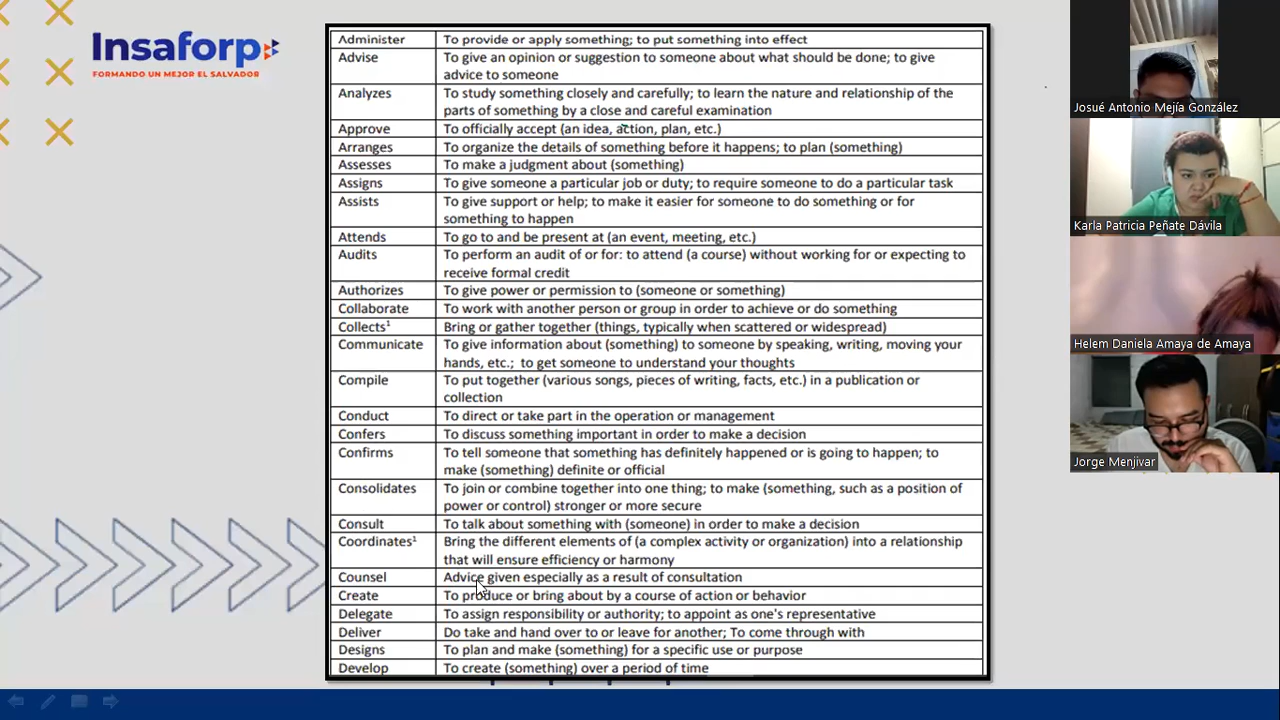 Insaforp
FORMANDO UN MEJOR EL SALVADOR
Administer To provide or apply something; to put something into effect
Advise To give an opinion or suggestion to someone about what should be done; to give
advice to someone
Analyzes To study something closely and carefully; to learn the nature and relationship of the
parts of something by a close and careful examination
Approve To officially accept (an idea, action, plan, etc.)
Arranges To organize the details of something before it happens; to plan (something)
Assesses To make a judgment about (something)
Assigns To give someone a particular job or duty; to require someone to do a particular task
Assists To give support or help; to make it easier for someone to do something or for
something to happen
Attends To go to and be present at (an event, meeting, etc.)
Audits To perform an audit of or for: to attend (a course) without working for or expecting to
receive formal credit
Authorizes To give power or permission to (someone or something)
Collaborate To work with another person or group in order to achieve or do something
Collects¹ Bring or gather together (things, typically when scattered or widespread)
Communicate To give information about (something) to someone by speaking, writing, moving your
hands, etc.; to get someone to understand your thoughts
Compile To put together (various songs, pieces of writing, facts, etc.) in a publication or
collection
Conduct To direct or take part in the operation or management
Confers To discuss something important in order to make a decision
Confirms To tell someone that something has definitely happened or is going to happen; to
make (something) definite or official
Consolidates To join or combine together into one thing; to make (something, such as a position of
power or control) stronger or more secure
Consult To talk about something with (someone) in order to make a decision
Coordinates¹ Bring the different elements of (a complex activity or organization) into a relationship
that will ensure efficiency or harmony
Counsel Advice given especially as a result of consultation
Create To produce or bring about by a course of action or behavior
Delegate To assign responsibility or authority; to appoint as one's representative
Deliver Do take and hand over to or leave for another; To come through with
Designs To plan and make (something) for a specific use or purpose
Develop To create (something) over a period of time
Josué Antonio Mejía González
Karla Patricia Peñate Dávila
Helem Daniela Amaya de Amaya
Jorge Menjivar